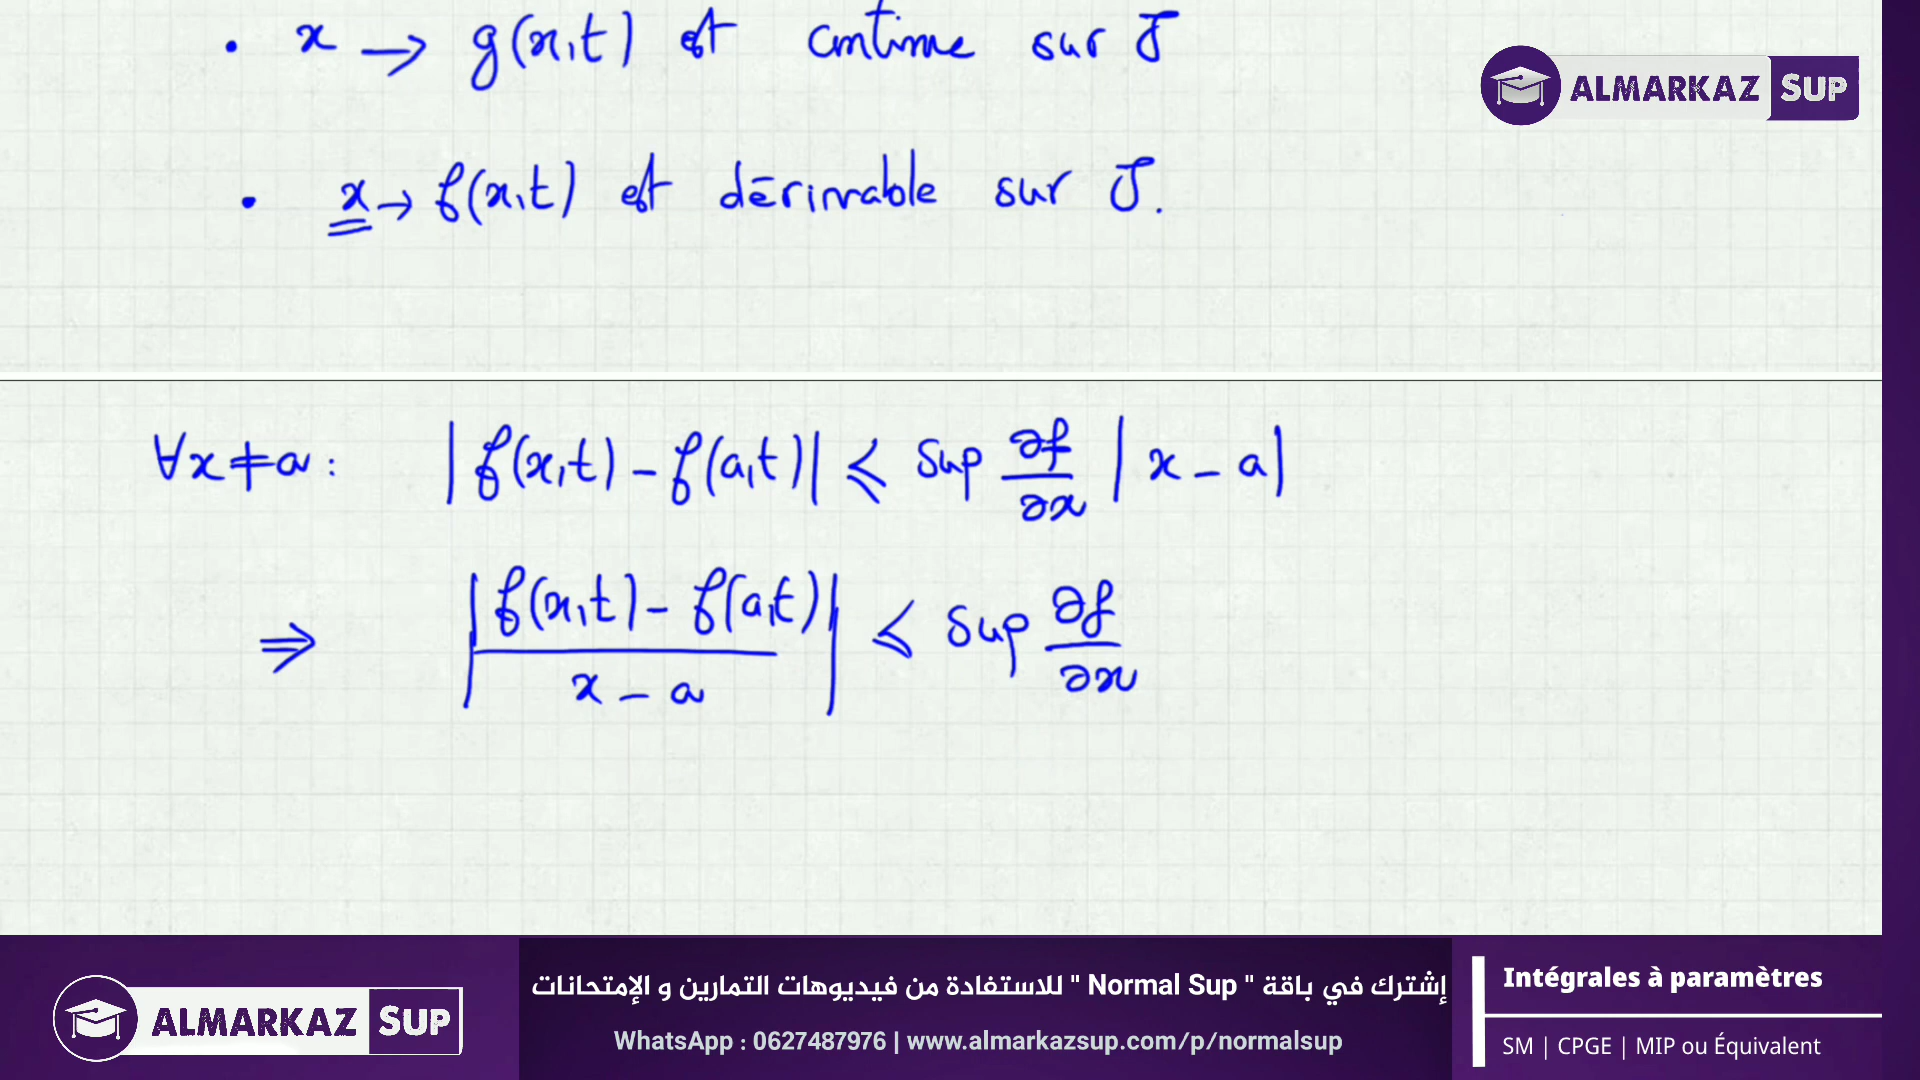 • x → g(x,t) est continue sur J
ALMARKAZ SUP
• x → f(x,t) est dérivable sur J.
∀x≠a : |f(x,t) - f(a,t)| ⩽ Sup ∂f/∂x |x - a|
⇒ |f(x,t) - f(a,t) / x - a| ⩽ Sup ∂f/∂x
ALMARKAZ SUP
إشترك في باقة " Normal Sup " للاستفادة من فيديوهات التمارين و الإمتحانات
WhatsApp : 0627487976 | www.almarkazsup.com/p/normalsup
Intégrales à paramètres
SM | CPGE | MIP ou Équivalent